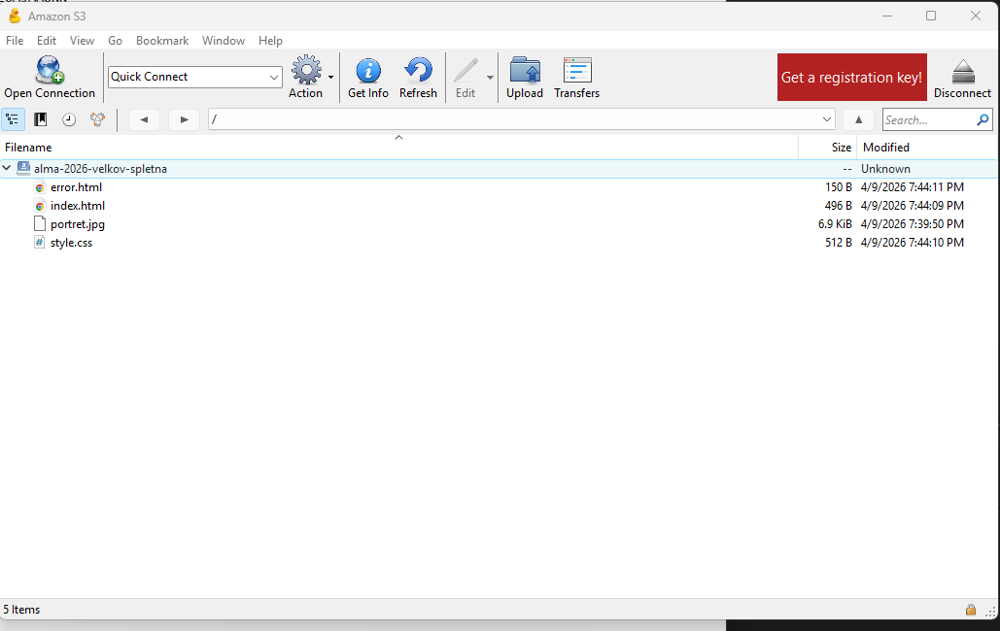 Amazon S3
File Edit View Go Bookmark Window Help
Open Connection Quick Connect Action Get Info Refresh Edit Upload Transfers Get a registration key! Disconnect
/ Search...
Filename Size Modified
alma-2026-velkov-spletna -- Unknown
error.html 150 B 4/9/2026 7:44:11 PM
index.html 496 B 4/9/2026 7:44:09 PM
portret.jpg 6.9 KiB 4/9/2026 7:39:50 PM
# style.css 512 B 4/9/2026 7:44:10 PM
5 Items